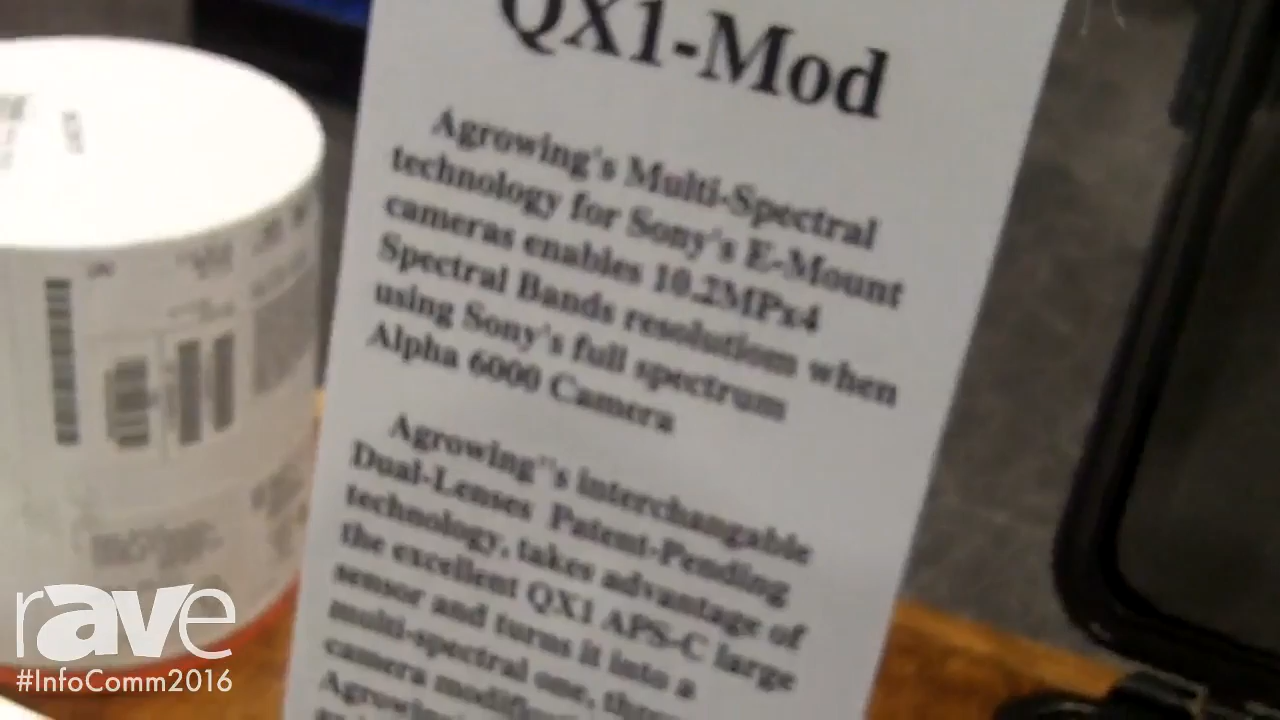 QX1-Mod
Agrowing's Multi-Spectral
technology for Sony's E-Mount
cameras enables 10.2MPx4
Spectral Bands resolutiom when
using Sony's full spectrum
Alpha 6000 Camera
Agrowing''s interchangable
Dual-Lenses Patent-Pending
technology, takes advantage of
the excellent QX1 APS-C large
sensor and turns it into a
multi-spectral one,
camera
rave
#InfoComm2016